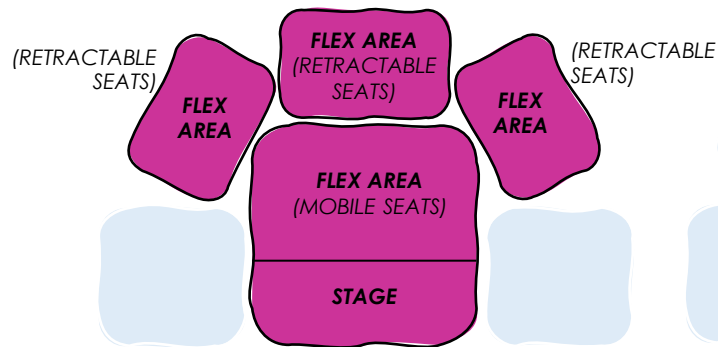 (RETRACTABLE
SEATS)
FLEX AREA
(RETRACTABLE
SEATS)
(RETRACTABLE
SEATS)
FLEX
AREA
FLEX
AREA
FLEX AREA
(MOBILE SEATS)
STAGE